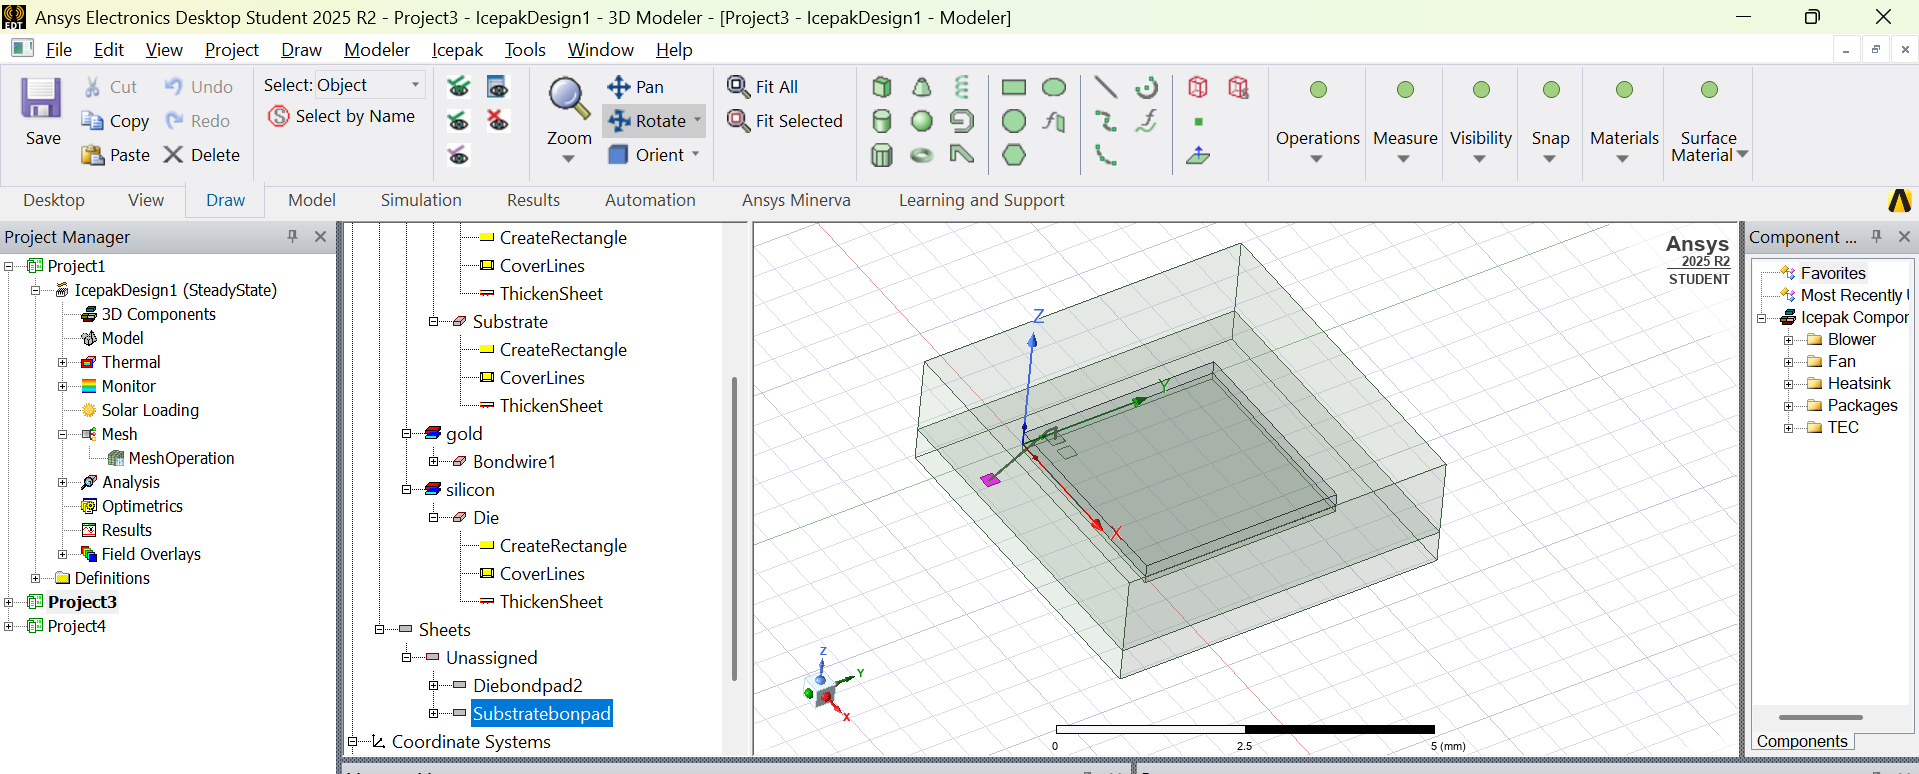 Ansys Electronics Desktop Student 2025 R2 - Project3 - IcepakDesign1 - 3D Modeler - [Project3 - IcepakDesign1 - Modeler]
EDT
File Edit View Project Draw Modeler Icepak Tools Window Help
Save
Cut
Copy
Paste
Undo
Redo
Delete
Select: Object
Select by Name
Zoom
Pan
Rotate
Orient
Fit All
Fit Selected
Operations
Measure
Visibility
Snap
Materials
Surface
Material
Desktop View Draw Model Simulation Results Automation Ansys Minerva Learning and Support
Project Manager
Project1
IcepakDesign1 (SteadyState)
3D Components
Model
Thermal
Monitor
Solar Loading
Mesh
MeshOperation
Analysis
Optimetrics
Results
Field Overlays
Definitions
Project3
Project4
CreateRectangle
CoverLines
ThickenSheet
Substrate
CreateRectangle
CoverLines
ThickenSheet
gold
Bondwire1
silicon
Die
CreateRectangle
CoverLines
ThickenSheet
Sheets
Unassigned
Diebondpad2
Substratebonpad
Coordinate Systems
Ansys
2025 R2
STUDENT
Z
Y
X
Z
Y
X
0 2.5 5 (mm)
Component ...
Favorites
Most Recently
Icepak Compor
Blower
Fan
Heatsink
Packages
TEC
Components